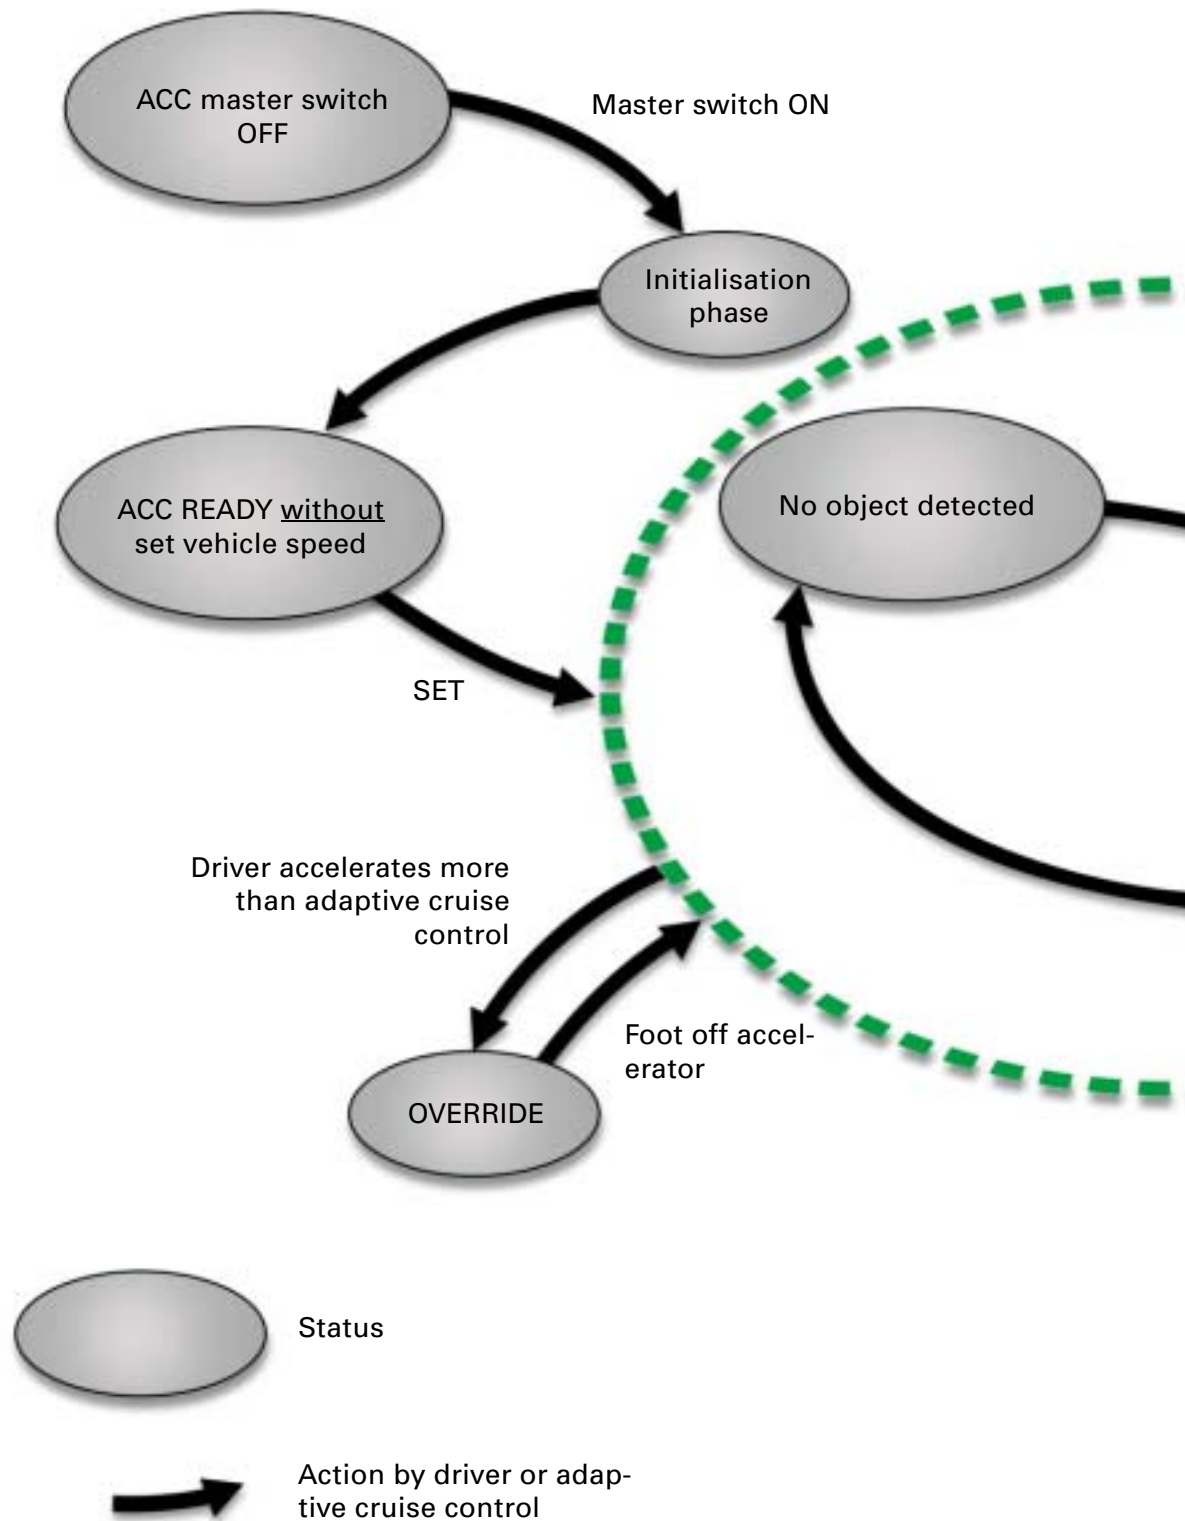 ACC master switch
OFF
Master switch ON
Initialisation
phase
ACC READY without
set vehicle speed
No object detected
SET
Driver accelerates more
than adaptive cruise
control
Foot off accel-
erator
OVERRIDE
Status
Action by driver or adap-
tive cruise control